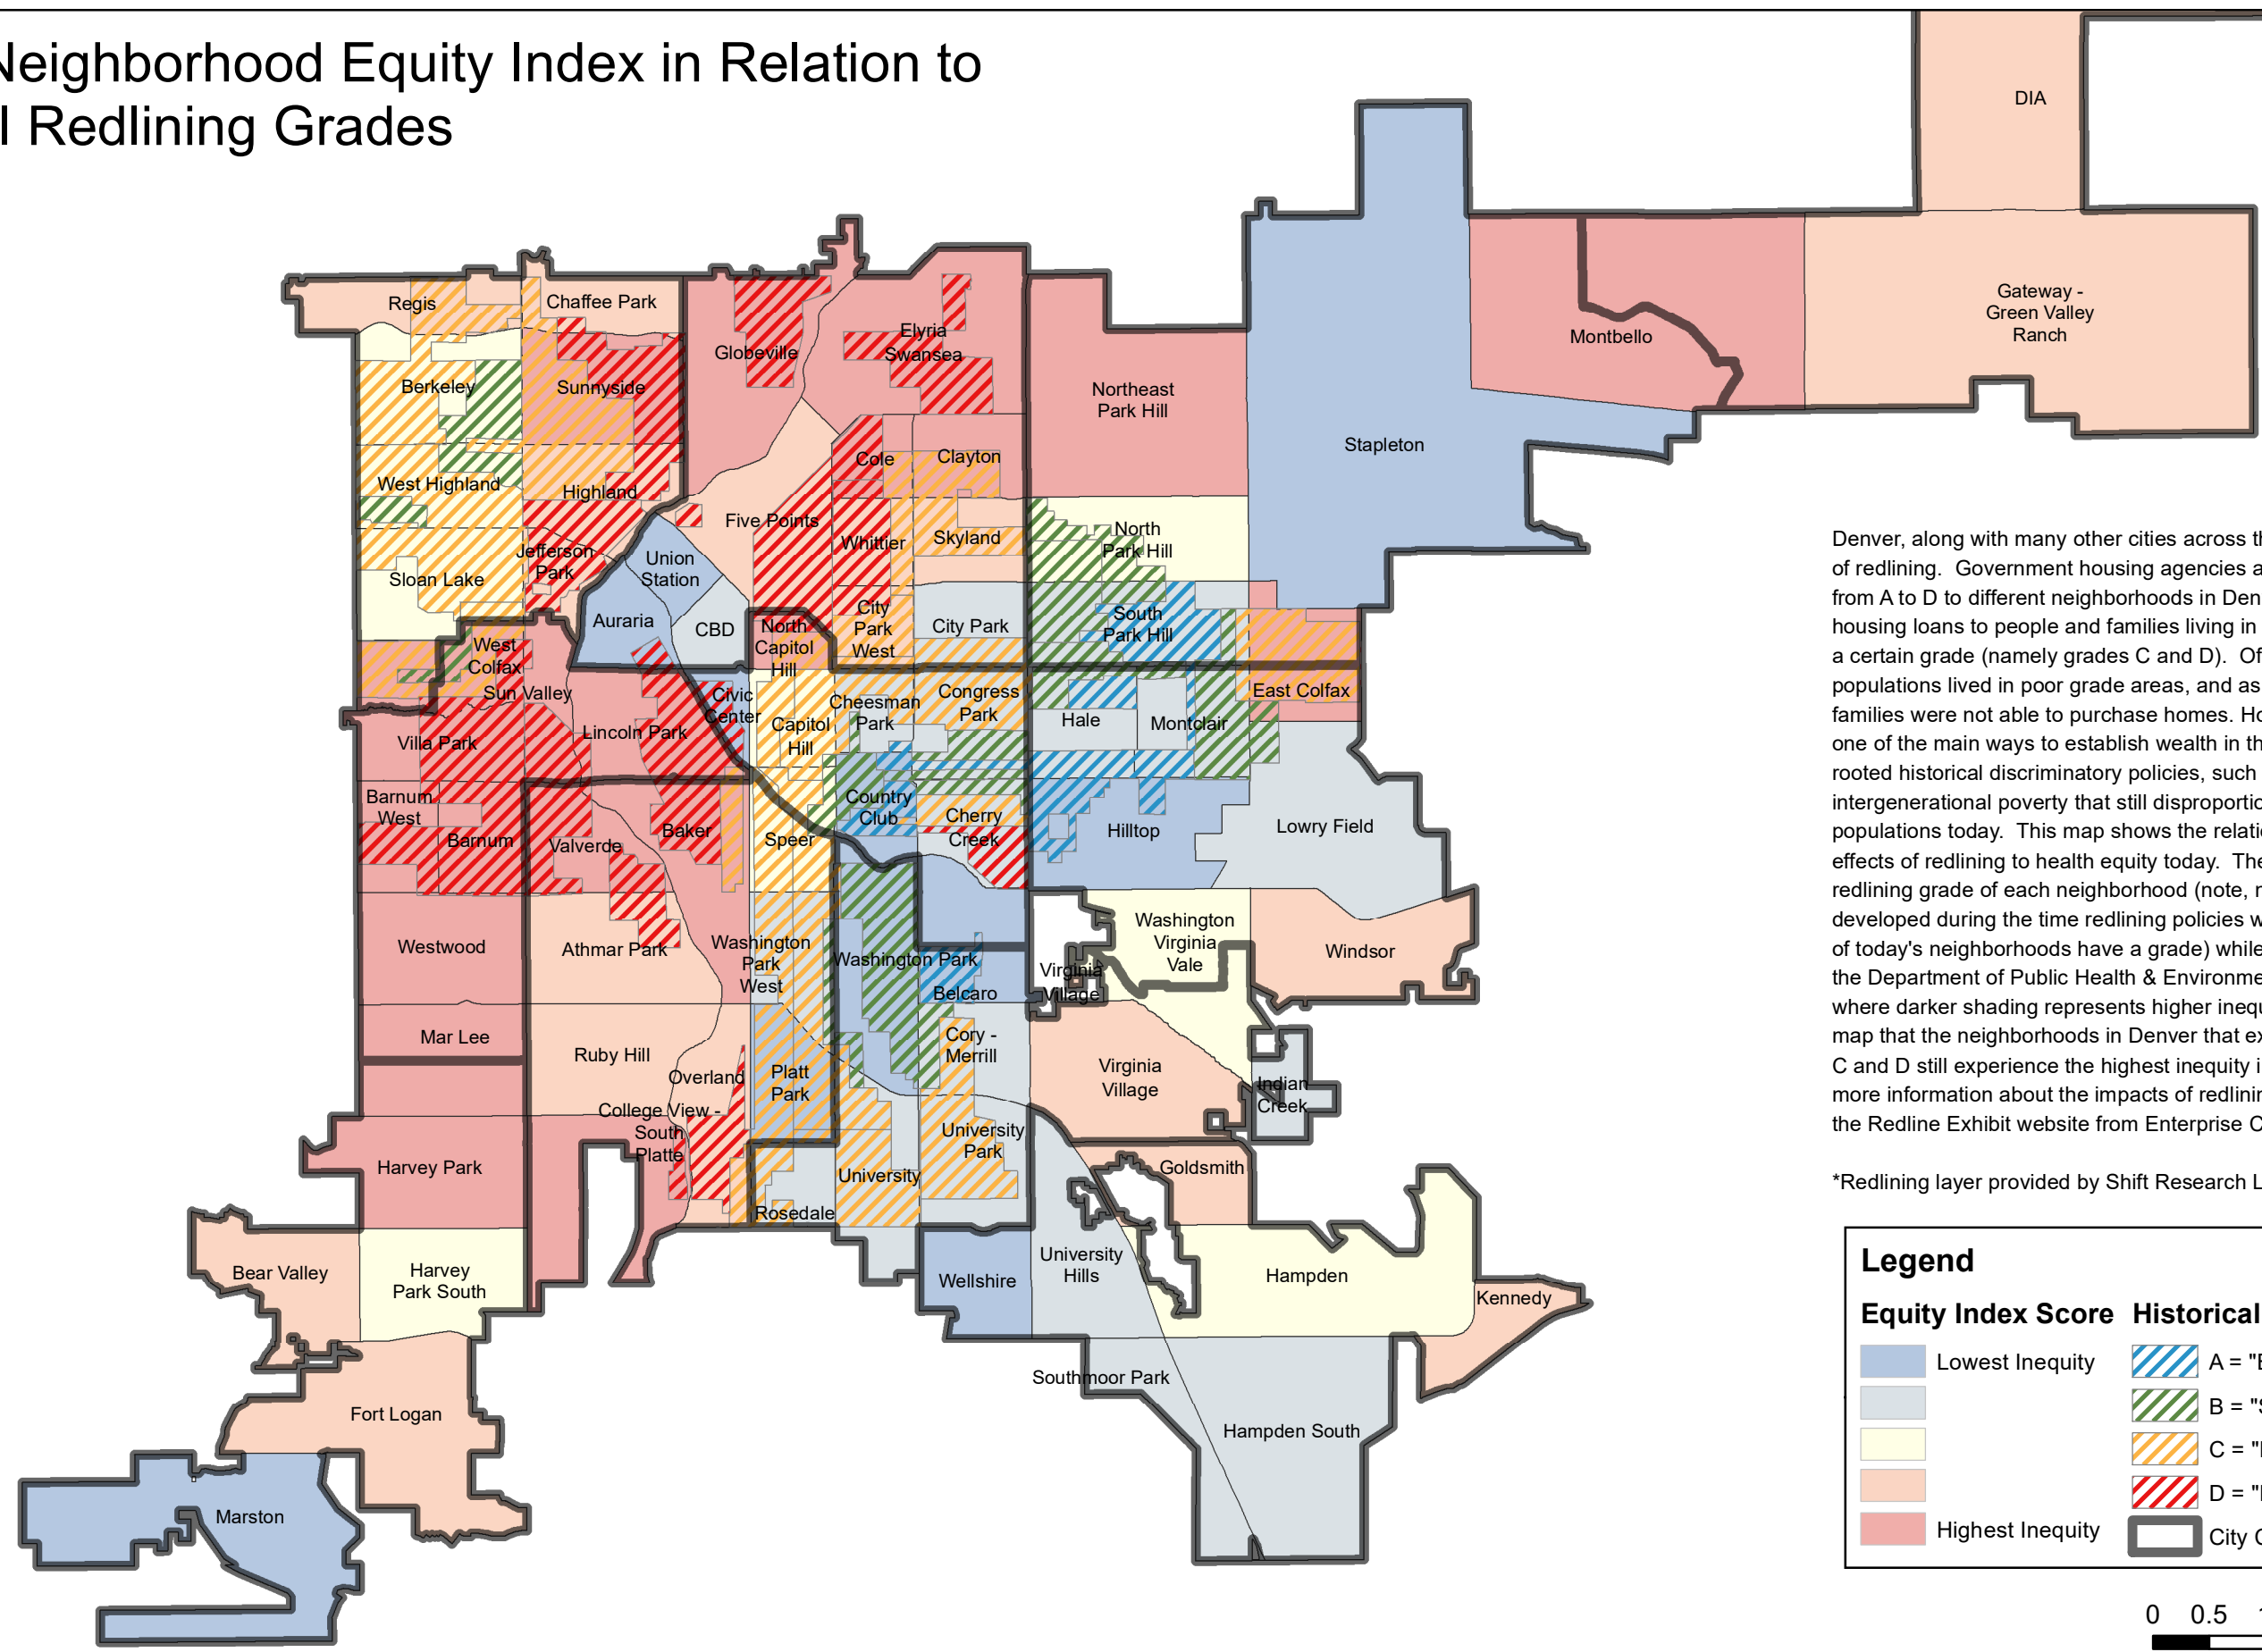 Neighborhood Equity Index in Relation to
l Redlining Grades
DIA
Regis
Chaffee Park
Globeville
Elyria
Swansea
Northeast
Park Hill
Montbello
Gateway -
Green Valley
Ranch
Berkeley
Sunnyside
Stapleton
West Highland
Highland
Cole
Clayton
Five Points
Whittier
Skyland
North
Park Hill
Jefferson
Park
Sloan Lake
Union
Station
Auraria
CBD
North
Capitol
Hill
City
Park
West
City Park
South
Park Hill
West
Colfax
Sun Valley
Civic
Center
Cheesman
Park
Congress
Park
Hale
Montclair
East Colfax
Villa Park
Lincoln Park
Capitol
Hill
Barnum
West
Barnum
Valverde
Baker
Speer
Country
Club
Cherry
Creek
Hilltop
Lowry Field
Westwood
Athmar Park
Washington
Park
West
Washington Park
Belcaro
Virginia
Village
Washington
Virginia
Vale
Windsor
Mar Lee
Ruby Hill
Overland
Platt
Park
Cory -
Merrill
Virginia
Village
Indian
Creek
College View -
South
Platte
Harvey Park
University
University
Park
Rosedale
Goldsmith
Bear Valley
Harvey
Park South
Wellshire
University
Hills
Hampden
Kennedy
Fort Logan
Southmoor Park
Hampden South
Marston
Denver, along with many other cities across th
of redlining. Government housing agencies a
from A to D to different neighborhoods in Den
housing loans to people and families living in
a certain grade (namely grades C and D). Of
populations lived in poor grade areas, and as
families were not able to purchase homes. Ho
one of the main ways to establish wealth in th
rooted historical discriminatory policies, such
intergenerational poverty that still disproportic
populations today. This map shows the relati
effects of redlining to health equity today. The
redlining grade of each neighborhood (note, n
developed during the time redlining policies w
of today's neighborhoods have a grade) while
the Department of Public Health & Environme
where darker shading represents higher inequ
map that the neighborhoods in Denver that ex
C and D still experience the highest inequity i
more information about the impacts of redlinin
the Redline Exhibit website from Enterprise C
*Redlining layer provided by Shift Research L
Legend
Equity Index Score Historical
Lowest Inequity
Highest Inequity
A = "B
B = "S
C = "
D = "
City C
0 0.5 1